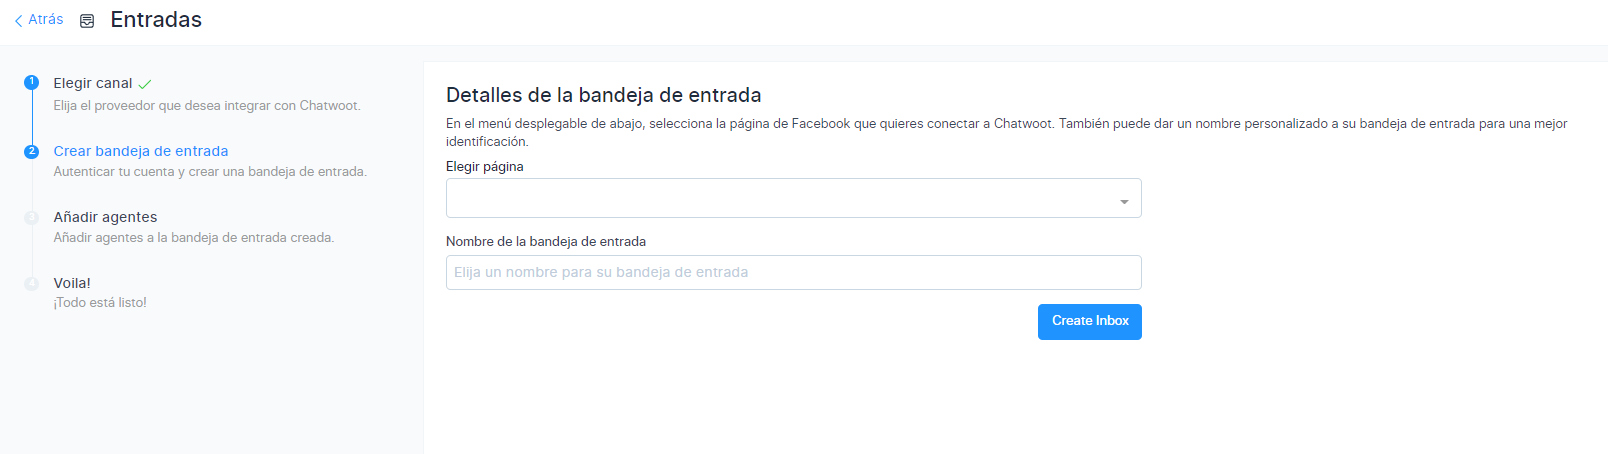 Atrás
Entradas
1
Elegir canal
Elija el proveedor que desea integrar con Chatwoot.
2
Crear bandeja de entrada
Autenticar tu cuenta y crear una bandeja de entrada.
3
Añadir agentes
Añadir agentes a la bandeja de entrada creada.
4
Voila!
¡Todo está listo!
Detalles de la bandeja de entrada
En el menú desplegable de abajo, selecciona la página de Facebook que quieres conectar a Chatwoot. También puede dar un nombre personalizado a su bandeja de entrada para una mejor
identificación.
Elegir página
Nombre de la bandeja de entrada
Elija un nombre para su bandeja de entrada
Create Inbox